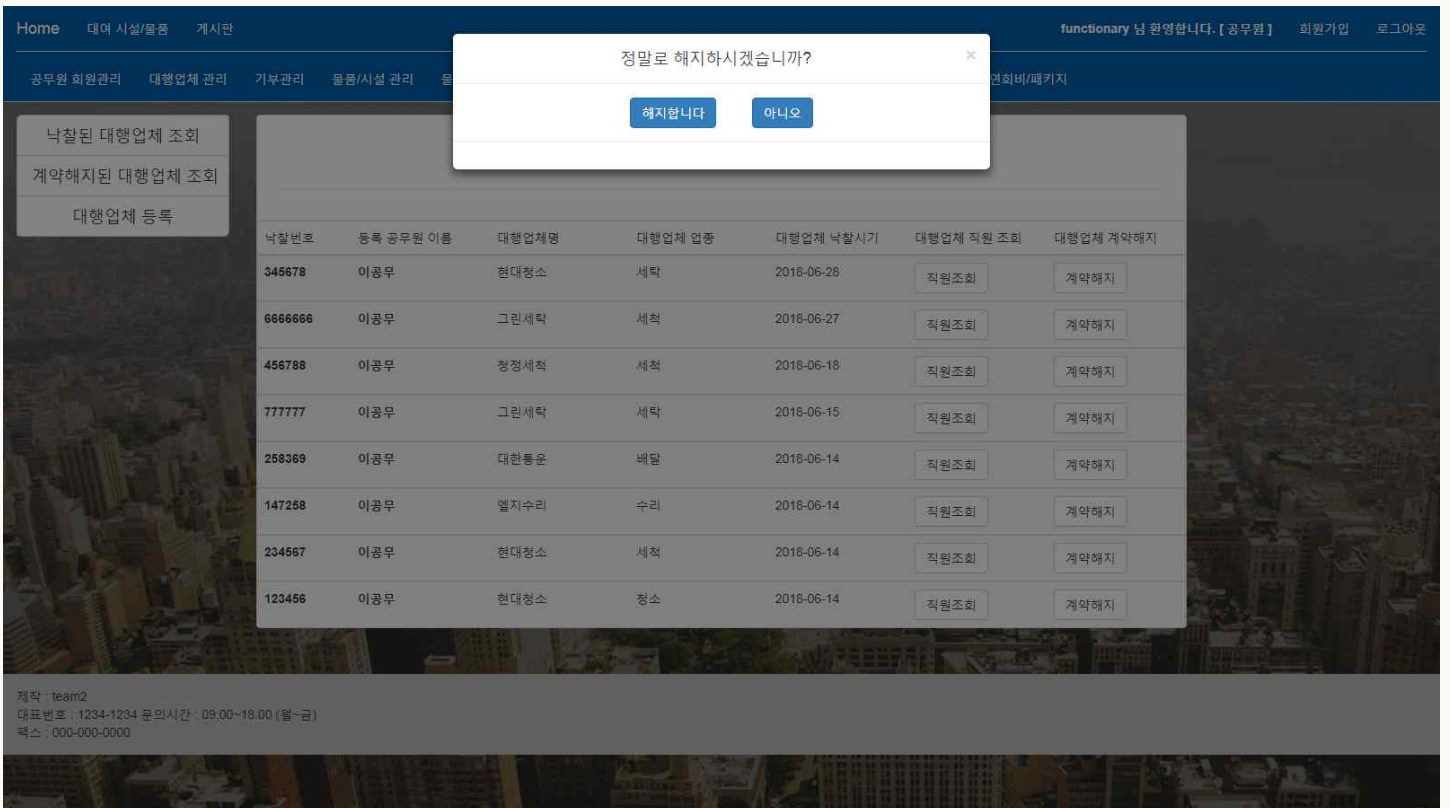 Home 대여 시설/물품 게시판 functionary 님 환영합니다. [ 공무원 ] 회원가입 로그아웃
정말로 해지하시겠습니까? ×
공무원 회원관리 대행업체 관리 기부관리 물품/시설 관리 연회비/패키지
해지합니다 아니오
낙찰된 대행업체 조회
계약해지된 대행업체 조회
대행업체 등록
낙찰번호 등록 공무원 이름 대행업체명 대행업체 업종 대행업체 낙찰시기 대행업체 직원 조회 대행업체 계약해지
345678 이공무 현대청소 세탁 2018-06-28 직원조회 계약해지
6666666 이공무 그린세탁 세척 2018-06-27 직원조회 계약해지
456788 이공무 청정세척 세척 2018-06-18 직원조회 계약해지
777777 이공무 그린세탁 세탁 2018-06-15 직원조회 계약해지
258369 이공무 대한통운 배달 2018-06-14 직원조회 계약해지
147258 이공무 엘지수리 수리 2018-06-14 직원조회 계약해지
234567 이공무 현대청소 세척 2018-06-14 직원조회 계약해지
123456 이공무 현대청소 청소 2018-06-14 직원조회 계약해지
제작 : team2
대표번호 : 1234-1234 문의시간 : 09:00~18:00 (월~금)
팩스 : 000-000-0000